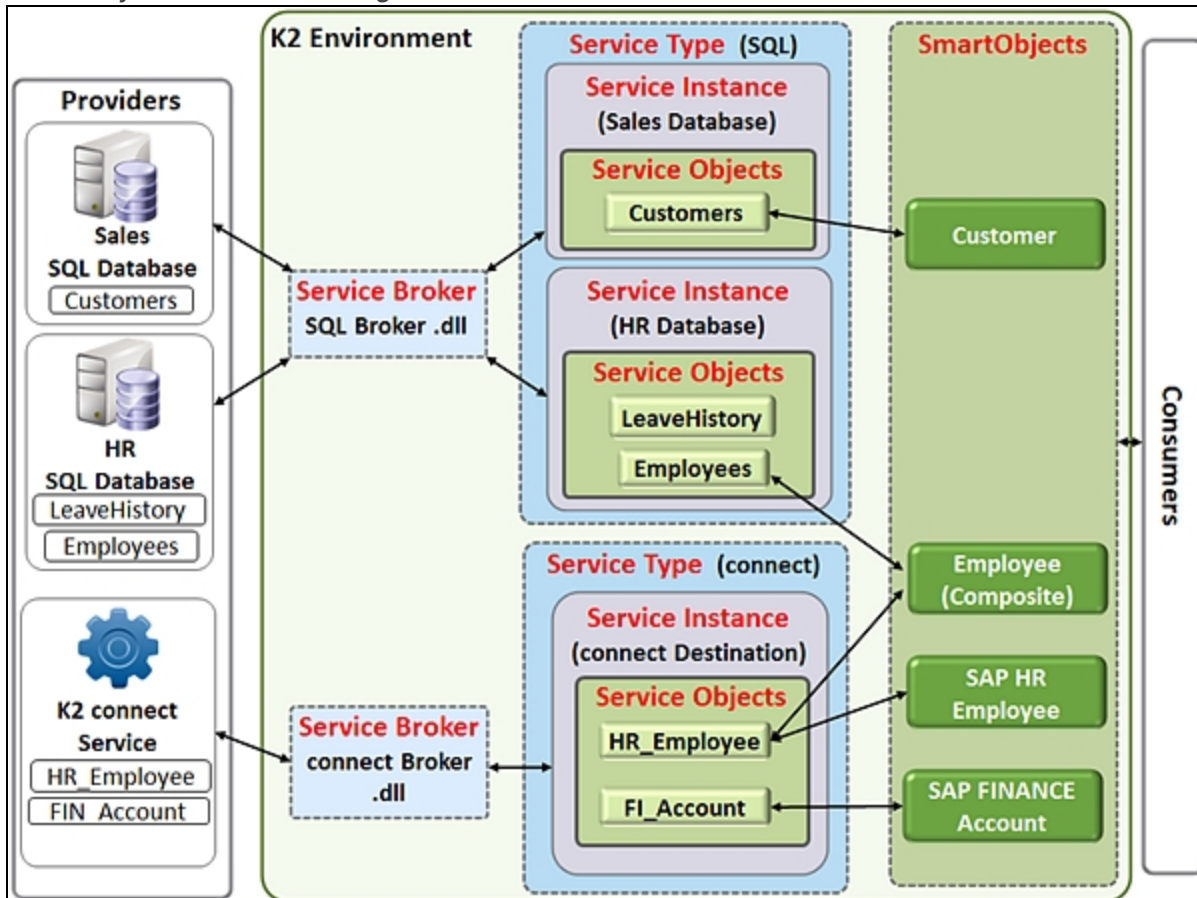 K2 Environment
Providers
Sales
SQL Database
Customers
HR
SQL Database
LeaveHistory
Employees
K2 connect
Service
HR_Employee
FIN_Account
Service Broker
SQL Broker .dll
Service Broker
connect Broker
.dll
Service Type (SQL)
Service Instance
(Sales Database)
Service Objects
Customers
Service Instance
(HR Database)
Service Objects
LeaveHistory
Employees
Service Type (connect)
Service Instance
(connect Destination)
Service Objects
HR_Employee
FI_Account
SmartObjects
Customer
Employee
(Composite)
SAP HR
Employee
SAP FINANCE
Account
Consumers